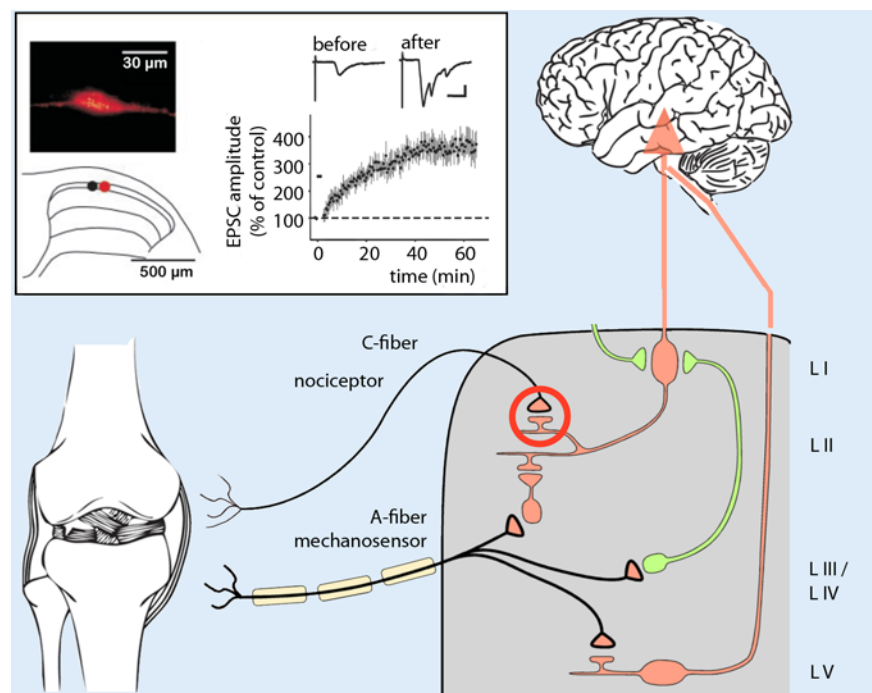 before
after
30 µm
EPSC amplitude
(% of control)
400
300
200
100
0
20
40
60
time (min)
500 µm
C-fiber
nociceptor
A-fiber
mechanosensor
L I
L II
L III /
L IV
L V